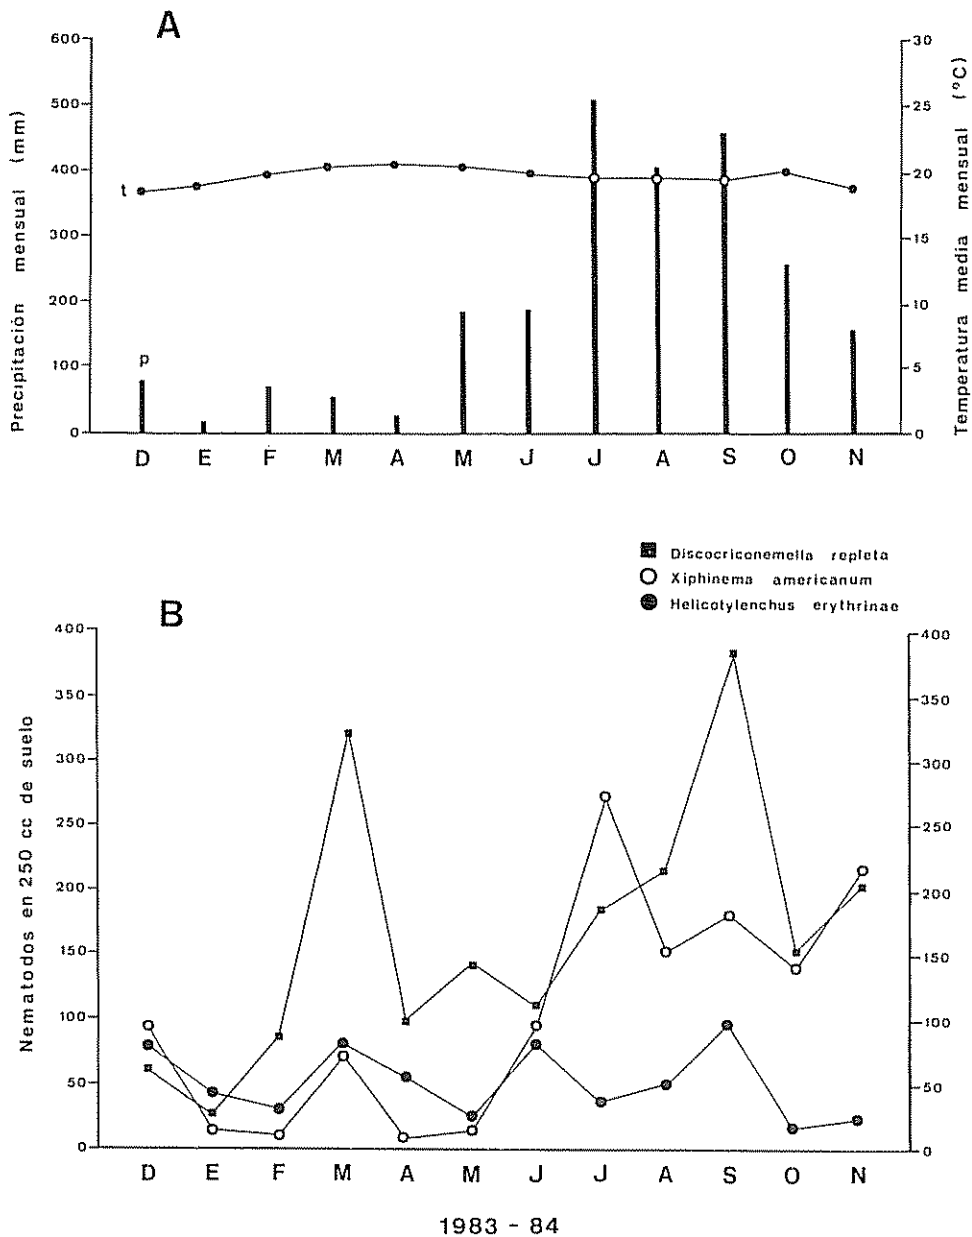 A
Precipitación mensual (mm)
600
500
400
300
200
100
0
t
p
30
25
20
15
10
5
0
Temperatura media mensual (°C)
D E F M A M J J A S O N
Discocriconemella repleta
Xiphinema americanum
Helicotylenchus erythrinae
B
Nematodos en 250 cc de suelo
400
350
300
250
200
150
100
50
0
400
350
300
250
200
150
100
50
0
D E F M A M J J A S O N
1983 - 84